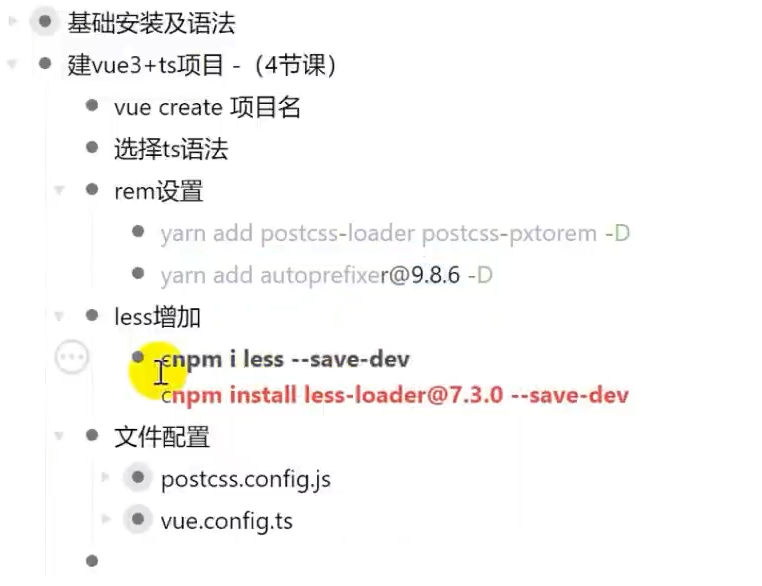 基础安装及语法
建vue3+ts项目 -（4节课）
vue create 项目名
选择ts语法
rem设置
yarn add postcss-loader postcss-pxtorem -D
yarn add autoprefixer@9.8.6 -D
less增加
cnpm i less --save-dev
cnpm install less-loader@7.3.0 --save-dev
文件配置
postcss.config.js
vue.config.ts